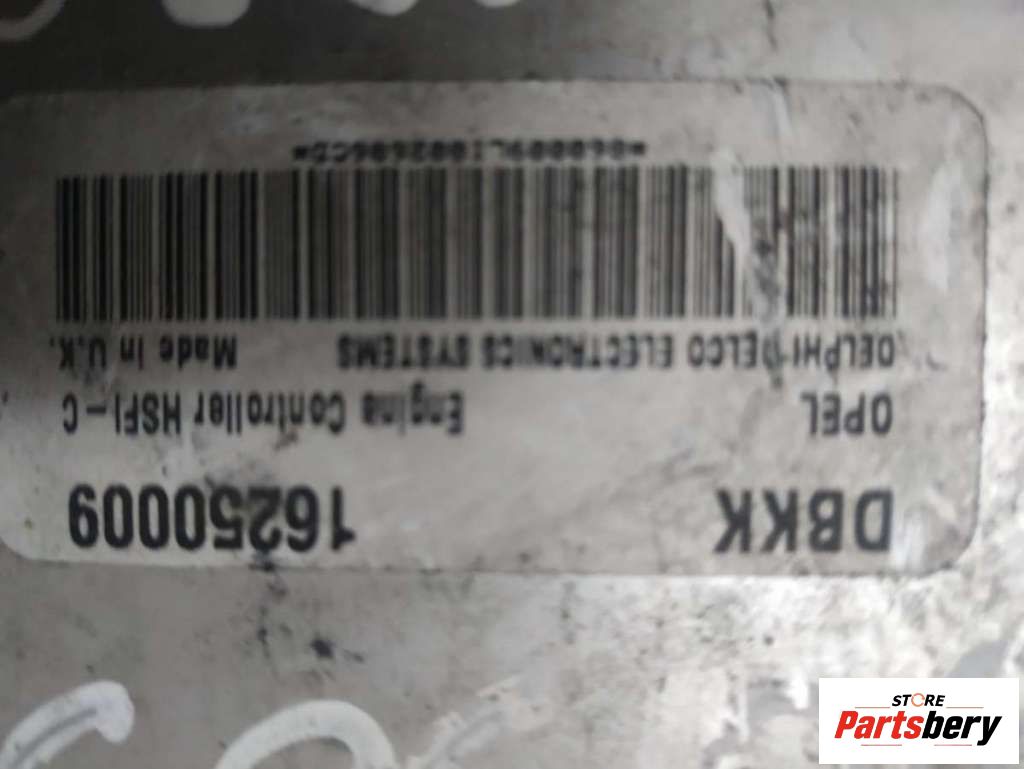 DBKK 16250009
OPEL Engine Controller HSFI-C
DELPHI DELCO ELECTRONICS SYSTEMS Made in U.K.
STORE
Partsbery